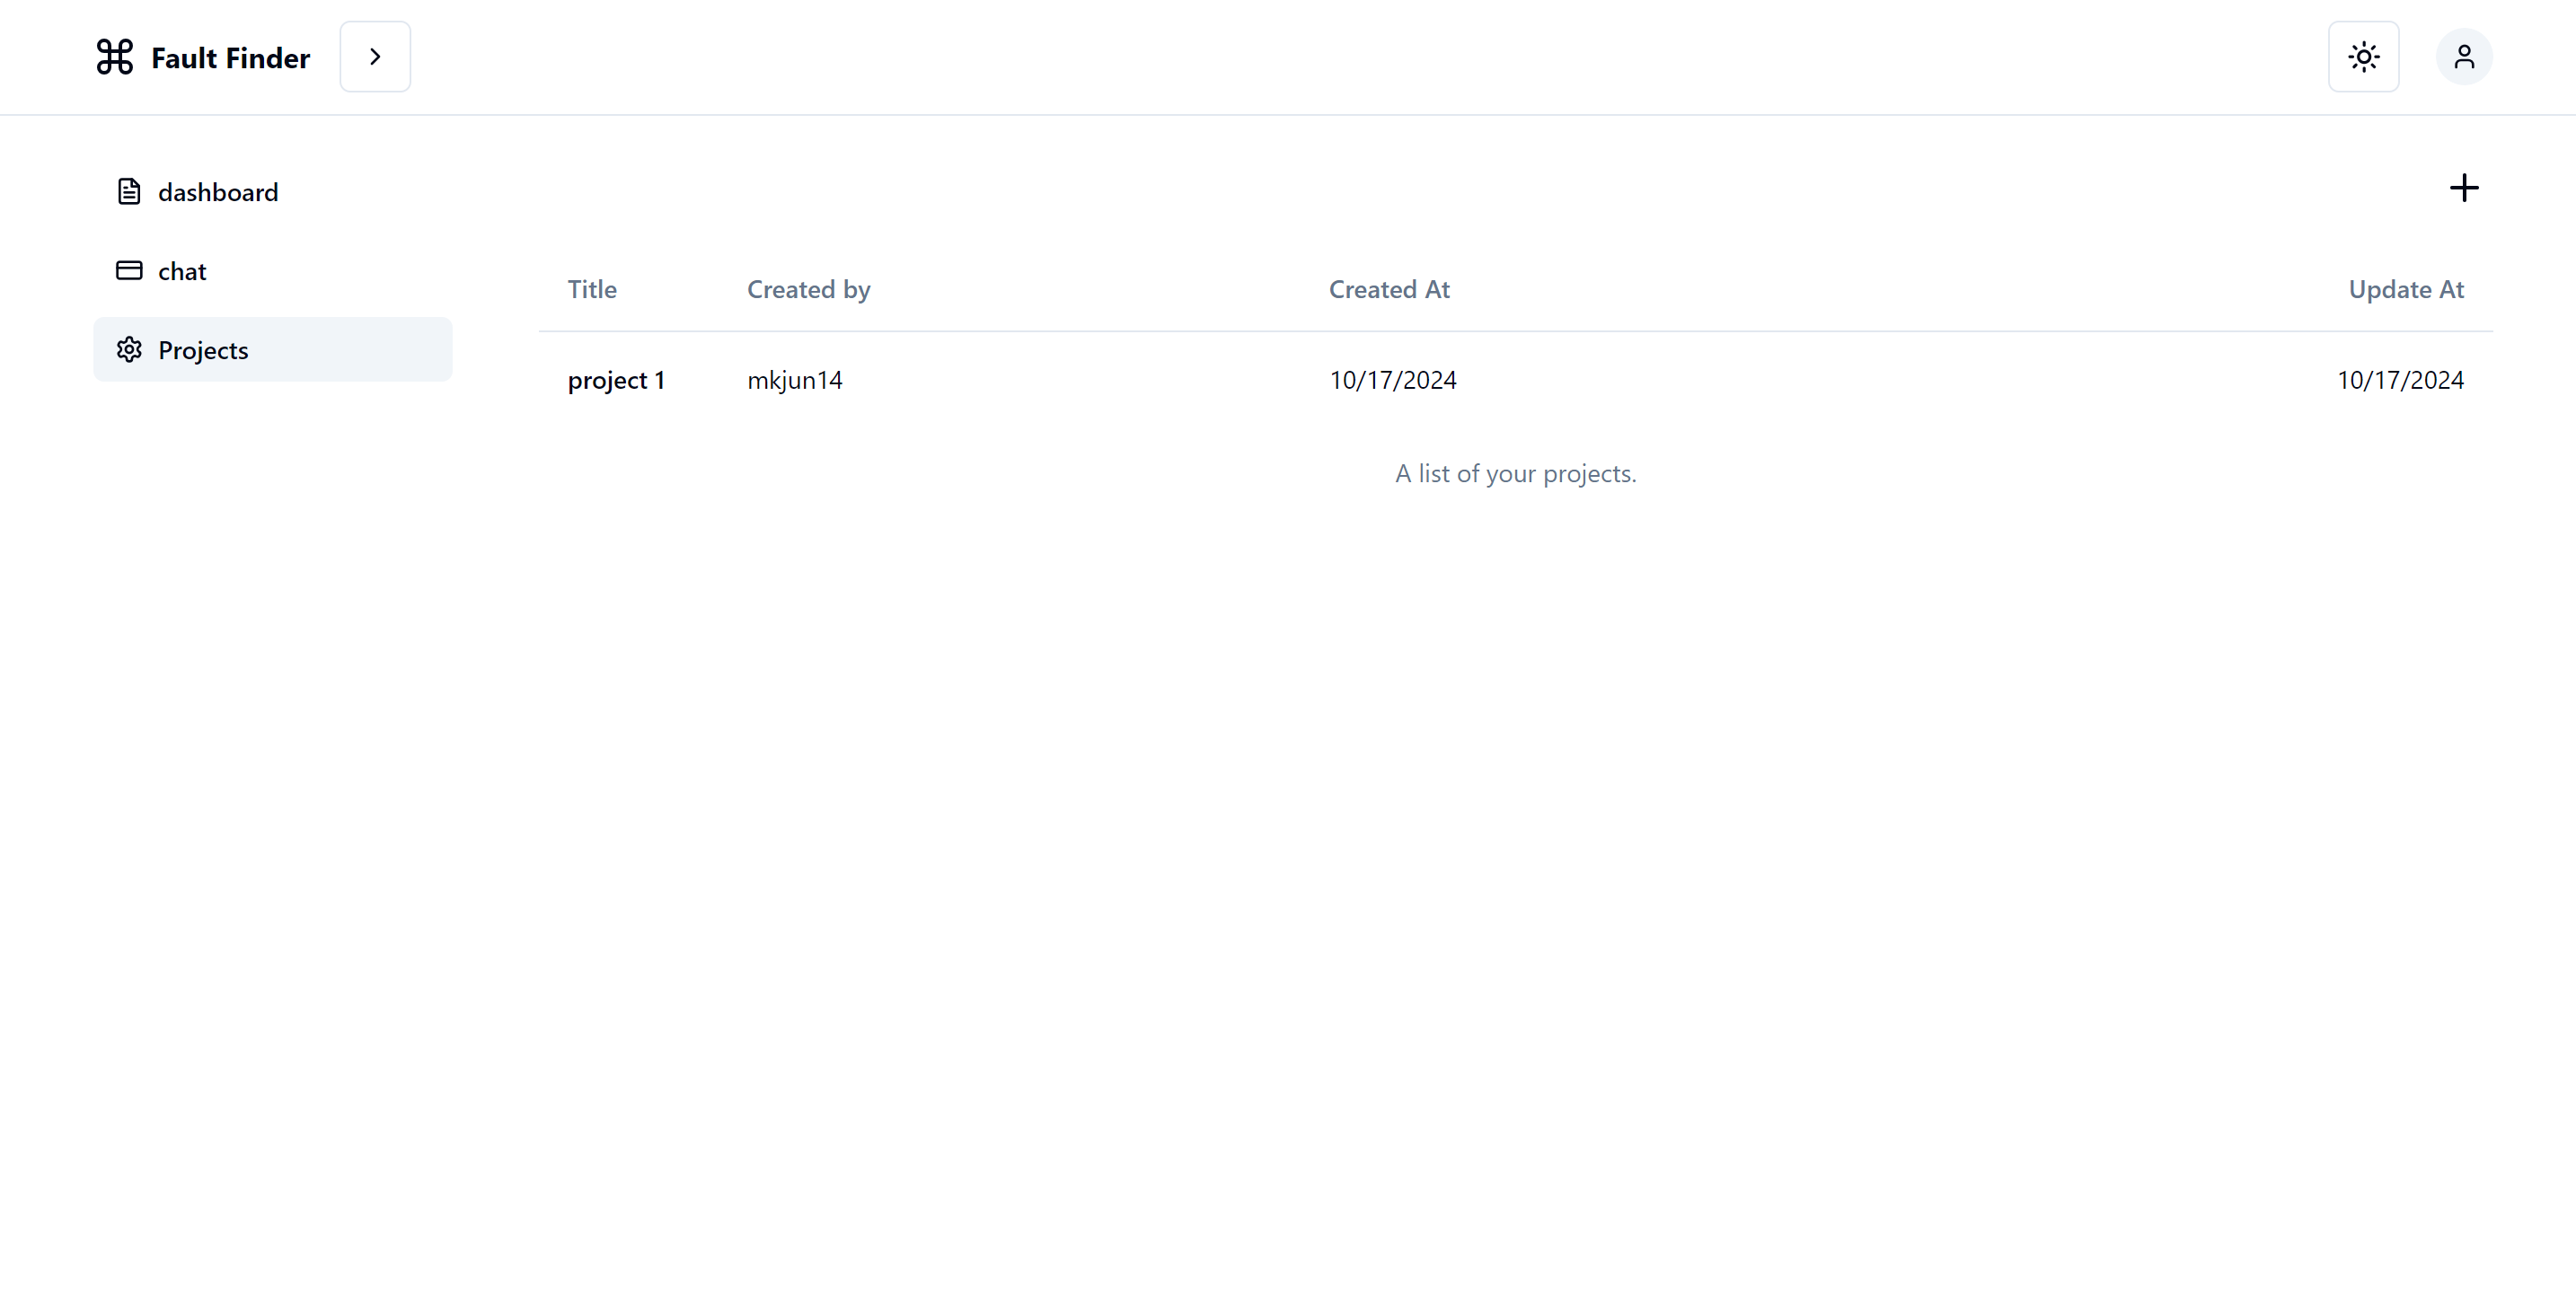 Fault Finder
dashboard
chat
Projects
Title Created by Created At Update At
project 1 mkjun14 10/17/2024 10/17/2024
A list of your projects.